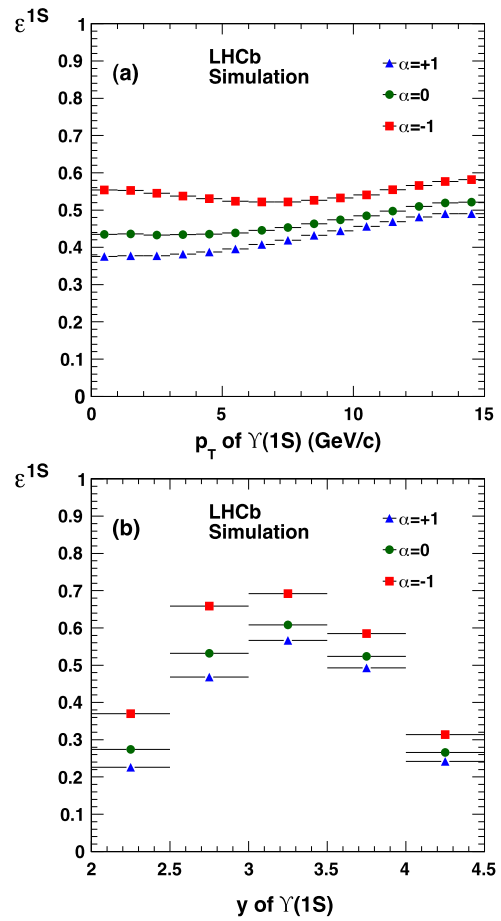 ε1S
1
0.9
0.8
0.7
0.6
0.5
0.4
0.3
0.2
0.1
0
(a)
LHCb
Simulation
α=+1
α=0
α=-1
0 5 10 15
pT of ϒ(1S) (GeV/c)
ε1S
1
0.9
0.8
0.7
0.6
0.5
0.4
0.3
0.2
0.1
0
(b)
LHCb
Simulation
α=+1
α=0
α=-1
2 2.5 3 3.5 4 4.5
y of ϒ(1S)